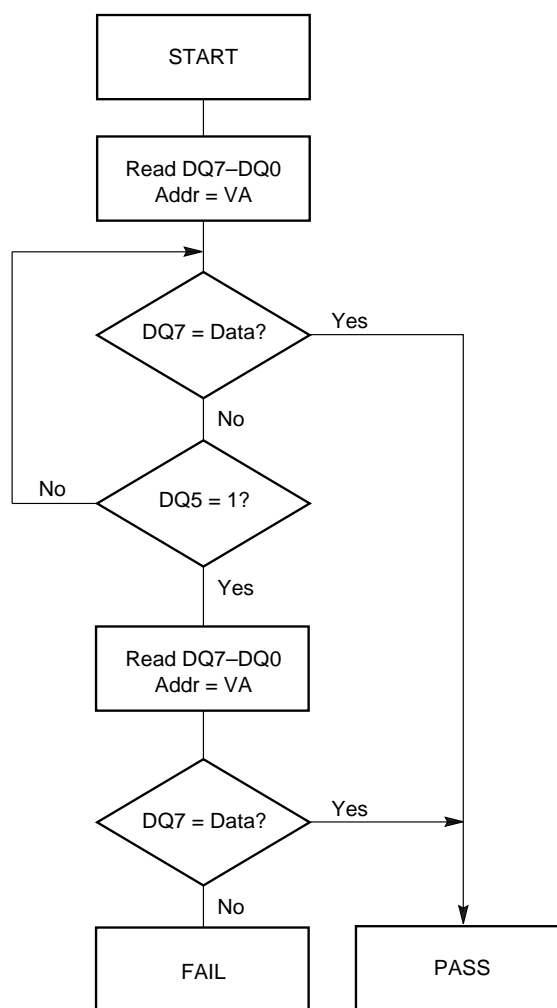 START
Read DQ7–DQ0
Addr = VA
DQ7 = Data?
Yes
No
No
DQ5 = 1?
Yes
Read DQ7–DQ0
Addr = VA
DQ7 = Data?
Yes
No
FAIL
PASS